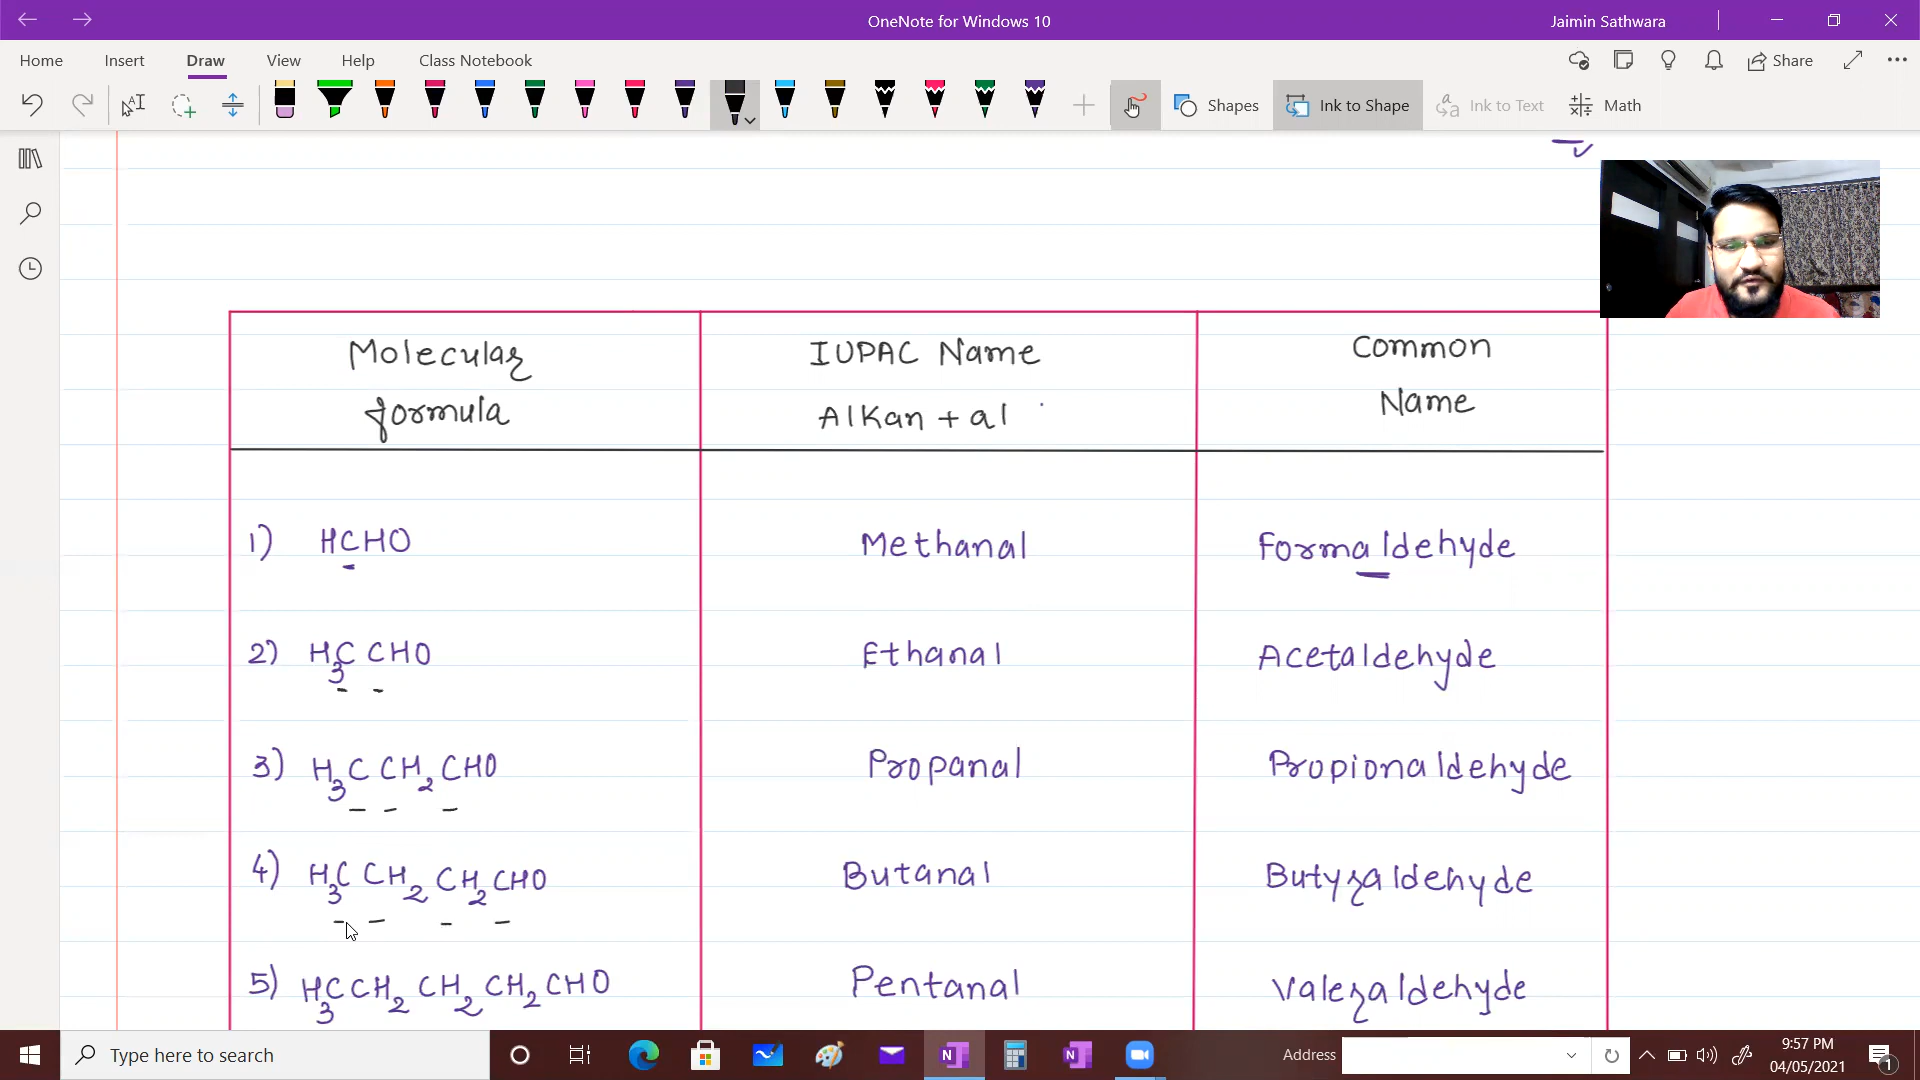 OneNote for Windows 10
Jaimin Sathwara
Home Insert Draw View Help Class Notebook
Share
Shapes Ink to Shape Ink to Text Math
Molecular formula
IUPAC Name
Alkan + al
Common Name
1) HCHO Methanal Formaldehyde
2) H3C CHO Ethanal Acetaldehyde
3) H3C CH2 CHO Propanal Propionaldehyde
4) H3C CH2 CH2 CHO Butanal Butyraldehyde
5) H3C CH2 CH2 CH2 CHO Pentanal Valeraldehyde
Type here to search
Address
9:57 PM
04/05/2021
1